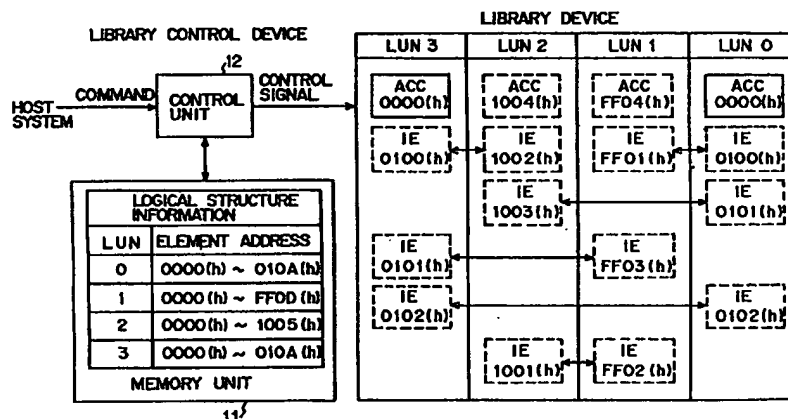 LIBRARY CONTROL DEVICE
12
HOST SYSTEM
COMMAND
CONTROL UNIT
CONTROL SIGNAL
LOGICAL STRUCTURE INFORMATION
LUN ELEMENT ADDRESS
0 0000(h) ~ 010A(h)
1 0000(h) ~ FF0D(h)
2 0000(h) ~ 1005(h)
3 0000(h) ~ 010A(h)
MEMORY UNIT
11
LIBRARY DEVICE
LUN 3 LUN 2 LUN 1 LUN 0
ACC ACC ACC ACC
0000(h) 1004(h) FF04(h) 0000(h)
IE IE IE IE
0100(h) 1002(h) FF01(h) 0100(h)
IE IE
1003(h) 0101(h)
IE IE
0101(h) FF03(h)
IE IE
0102(h) 0102(h)
IE IE
1001(h) FF02(h)